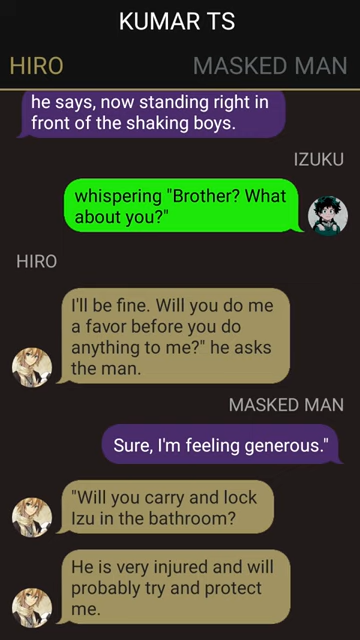 KUMAR TS
HIRO
MASKED MAN
he says, now standing right in
front of the shaking boys.
IZUKU
whispering "Brother? What
about you?"
HIRO
I'll be fine. Will you do me
a favor before you do
anything to me?" he asks
the man.
MASKED MAN
Sure, I'm feeling generous."
"Will you carry and lock
Izu in the bathroom?
He is very injured and will
probably try and protect
me.